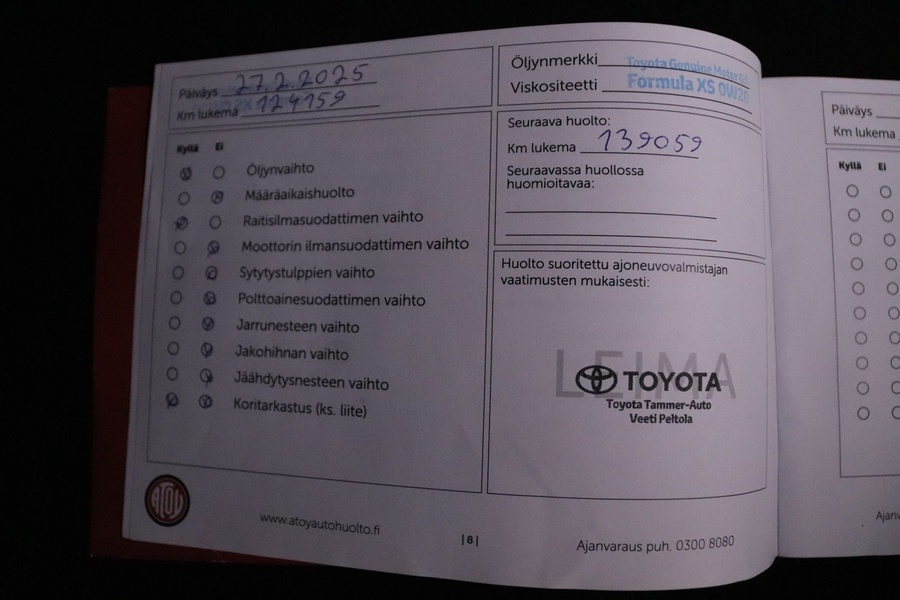 Päiväys 27.2.2025
Km lukema 124159
Kyllä Ei
Öljynvaihto
Määräaikaishuolto
Raitisilmasuodattimen vaihto
Moottorin ilmansuodattimen vaihto
Sytytystulppien vaihto
Polttoainesuodattimen vaihto
Jarrunesteen vaihto
Jakohihnan vaihto
Jäähdytysnesteen vaihto
Koritarkastus (ks. liite)
ATOY
www.atoyautohuolto.fi
|8|
Öljynmerkki Toyota Genuine Motor
Viskositeetti Formula XS 0W20
Seuraava huolto:
Km lukema 139059
Seuraavassa huollossa
huomioitavaa:
Huolto suoritettu ajoneuvovalmistajan
vaatimusten mukaisesti:
LEIMA
TOYOTA
Toyota Tammer-Auto
Veeti Peltola
Ajanvaraus puh. 0300 8080
Päiväys
Km lukema
Kyllä Ei